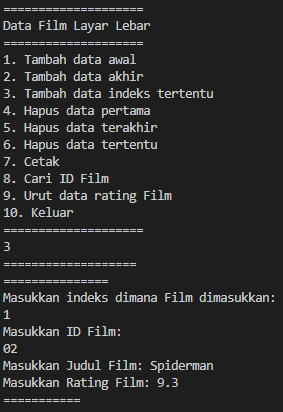 ====================
Data Film Layar Lebar
====================
1. Tambah data awal
2. Tambah data akhir
3. Tambah data indeks tertentu
4. Hapus data pertama
5. Hapus data terakhir
6. Hapus data tertentu
7. Cetak
8. Cari ID Film
9. Urut data rating Film
10. Keluar
====================
3
===================
===============
Masukkan indeks dimana Film dimasukkan:
1
Masukkan ID Film:
02
Masukkan Judul Film: Spiderman
Masukkan Rating Film: 9.3
===========